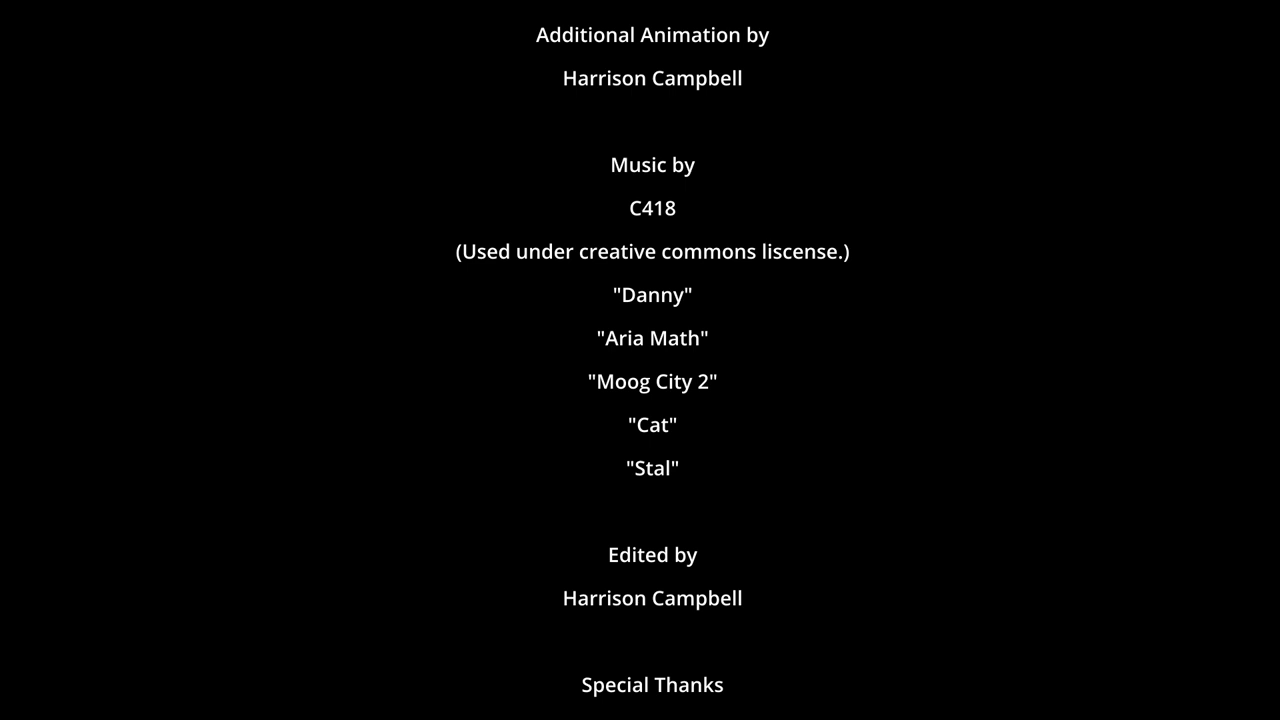 Additional Animation by
Harrison Campbell
Music by
C418
(Used under creative commons liscense.)
"Danny"
"Aria Math"
"Moog City 2"
"Cat"
"Stal"
Edited by
Harrison Campbell
Special Thanks